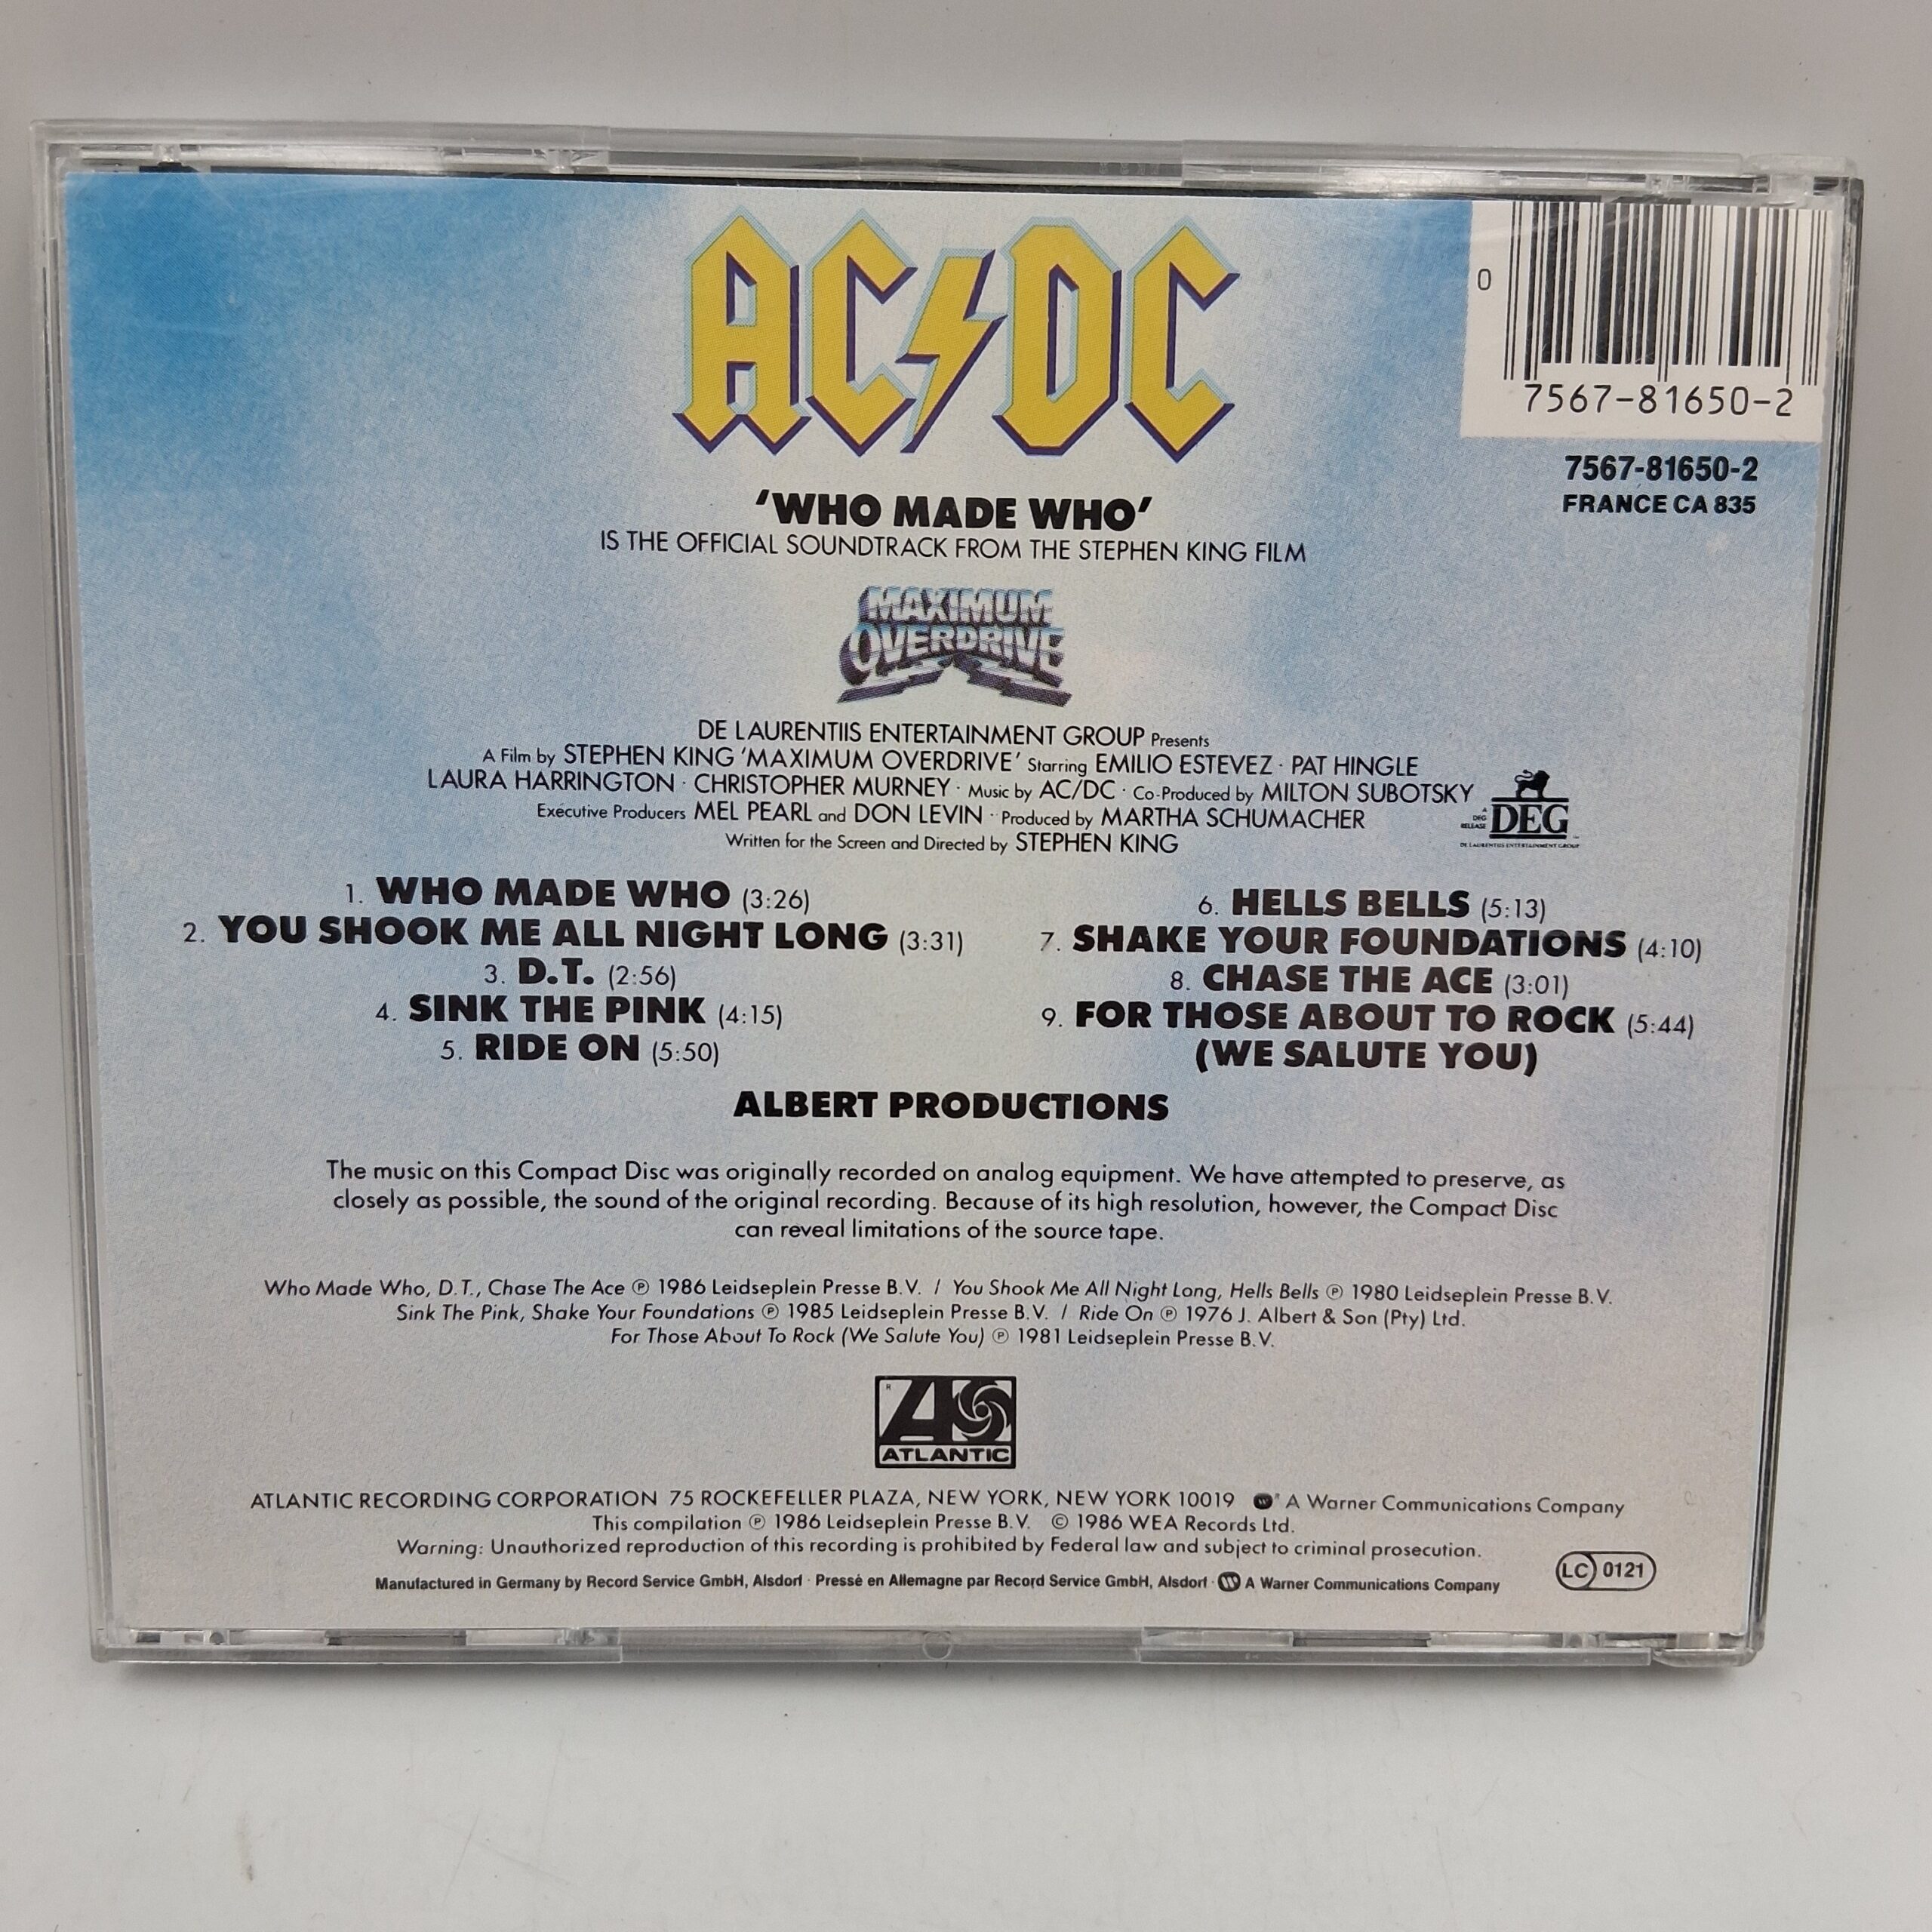 AC/DC
0
7567-81650-2
7567-81650-2
FRANCE CA 835
'WHO MADE WHO'
IS THE OFFICIAL SOUNDTRACK FROM THE STEPHEN KING FILM
MAXIMUM
OVERDRIVE
DE LAURENTIIS ENTERTAINMENT GROUP Presents
A Film by STEPHEN KING 'MAXIMUM OVERDRIVE' Starring EMILIO ESTEVEZ · PAT HINGLE
LAURA HARRINGTON · CHRISTOPHER MURNEY · Music by AC/DC · Co-Produced by MILTON SUBOTSKY
Executive Producers MEL PEARL and DON LEVIN · Produced by MARTHA SCHUMACHER
Written for the Screen and Directed by STEPHEN KING
A
DEG
RELEASE
DEG
DE LAURENTIIS ENTERTAINMENT GROUP
1. WHO MADE WHO (3:26)
2. YOU SHOOK ME ALL NIGHT LONG (3:31)
3. D.T. (2:56)
4. SINK THE PINK (4:15)
5. RIDE ON (5:50)
6. HELLS BELLS (5:13)
7. SHAKE YOUR FOUNDATIONS (4:10)
8. CHASE THE ACE (3:01)
9. FOR THOSE ABOUT TO ROCK (5:44)
(WE SALUTE YOU)
ALBERT PRODUCTIONS
The music on this Compact Disc was originally recorded on analog equipment. We have attempted to preserve, as
closely as possible, the sound of the original recording. Because of its high resolution, however, the Compact Disc
can reveal limitations of the source tape.
Who Made Who, D.T., Chase The Ace ℗ 1986 Leidseplein Presse B.V. / You Shook Me All Night Long, Hells Bells ℗ 1980 Leidseplein Presse B.V.
Sink The Pink, Shake Your Foundations ℗ 1985 Leidseplein Presse B.V. / Ride On ℗ 1976 J. Albert & Son (Pty) Ltd.
For Those About To Rock (We Salute You) ℗ 1981 Leidseplein Presse B.V.
ATLANTIC
ATLANTIC RECORDING CORPORATION 75 ROCKEFELLER PLAZA, NEW YORK, NEW YORK 10019 ® A Warner Communications Company
This compilation ℗ 1986 Leidseplein Presse B.V. © 1986 WEA Records Ltd.
Warning: Unauthorized reproduction of this recording is prohibited by Federal law and subject to criminal prosecution.
Manufactured in Germany by Record Service GmbH, Alsdorf · Pressé en Allemagne par Record Service GmbH, Alsdorf · A Warner Communications Company
LC 0121